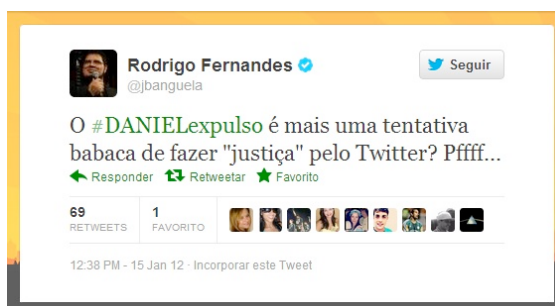 Rodrigo Fernandes
@jbanguela
Seguir
O #DANIELexpulso é mais uma tentativa
babaca de fazer "justiça" pelo Twitter? Pffff...
Responder Retweetar Favorito
69
RETWEETS
1
FAVORITO
12:38 PM - 15 Jan 12 · Incorporar este Tweet